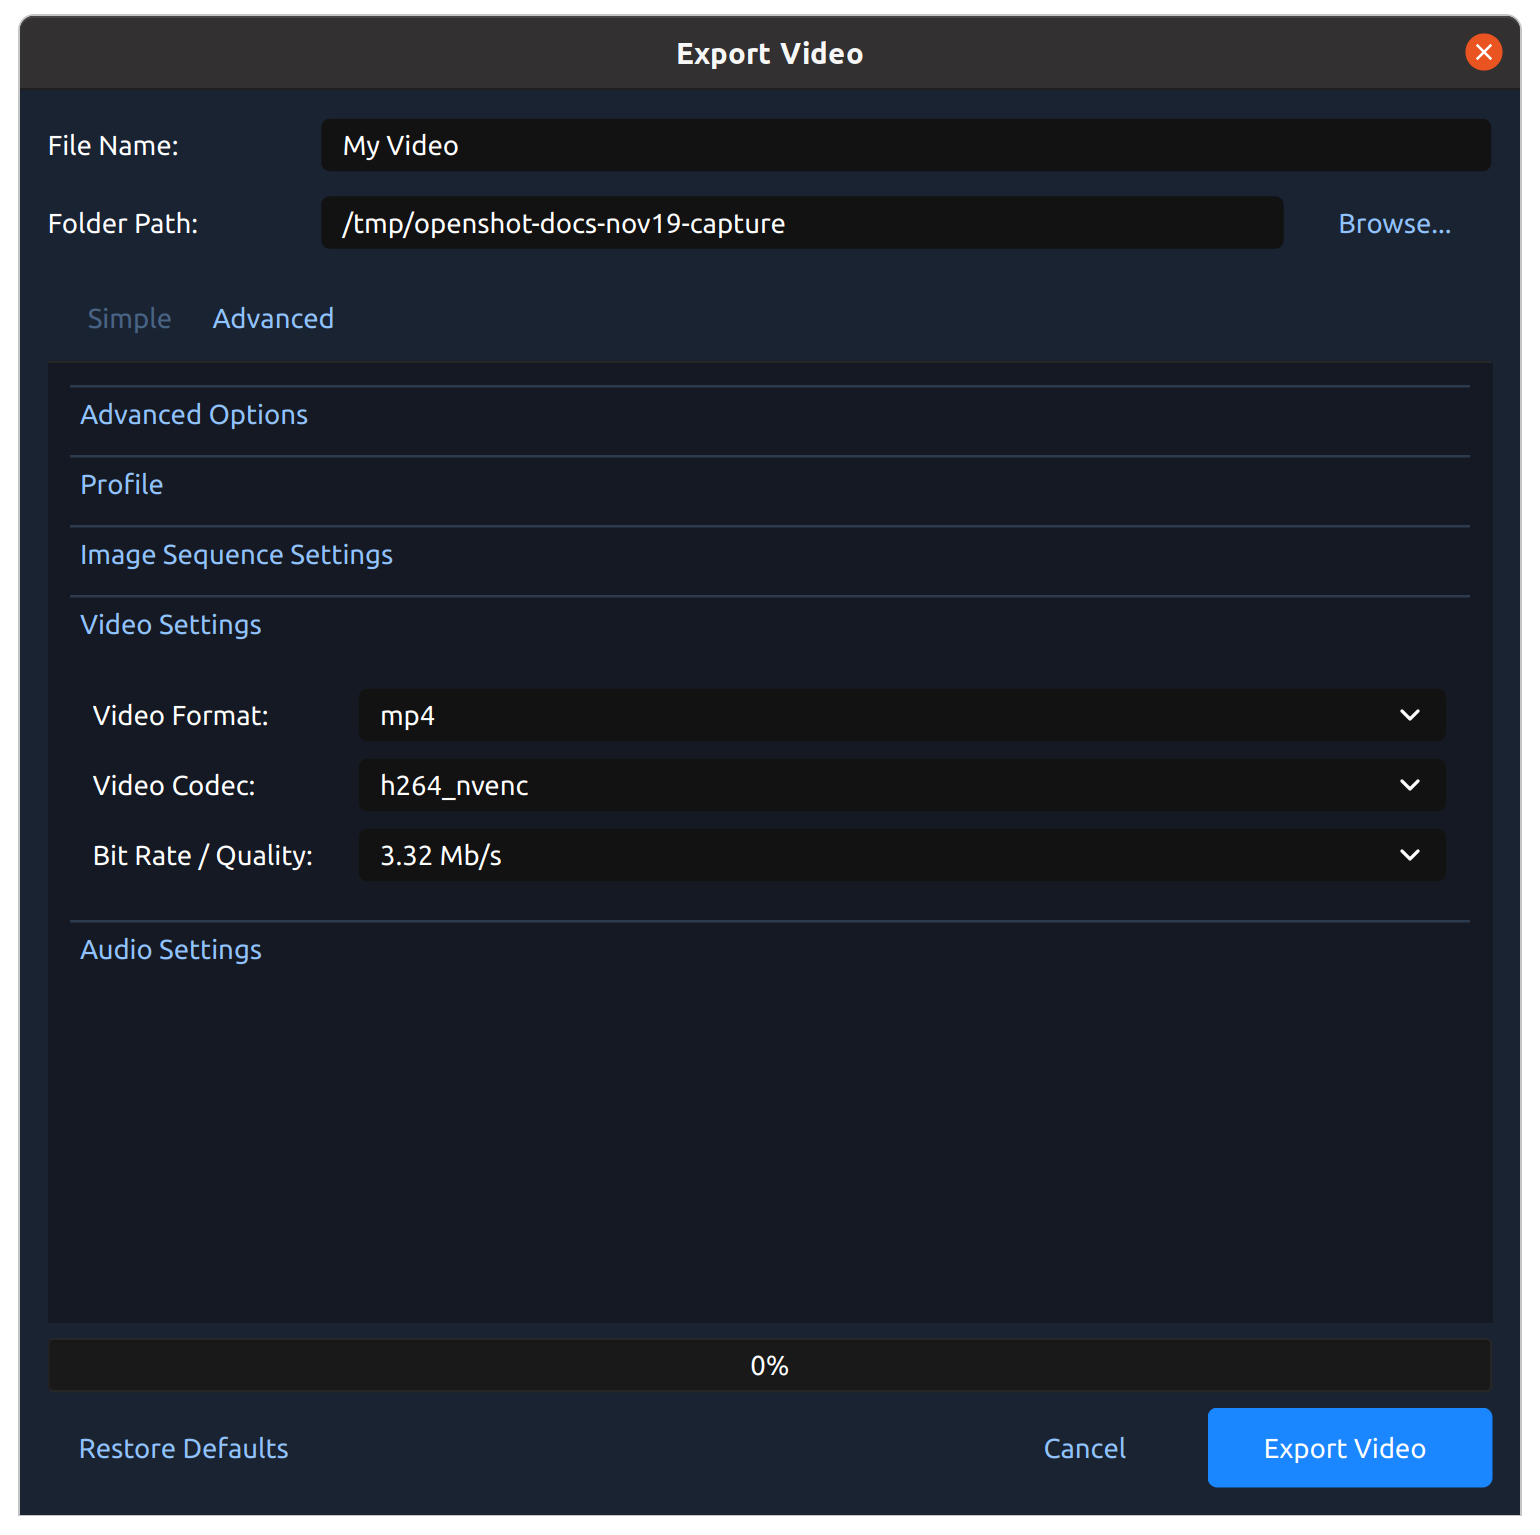 Export Video
File Name: My Video
Folder Path: /tmp/openshot-docs-nov19-capture Browse...
Simple Advanced
Advanced Options
Profile
Image Sequence Settings
Video Settings
Video Format: mp4
Video Codec: h264_nvenc
Bit Rate / Quality: 3.32 Mb/s
Audio Settings
0%
Restore Defaults Cancel Export Video